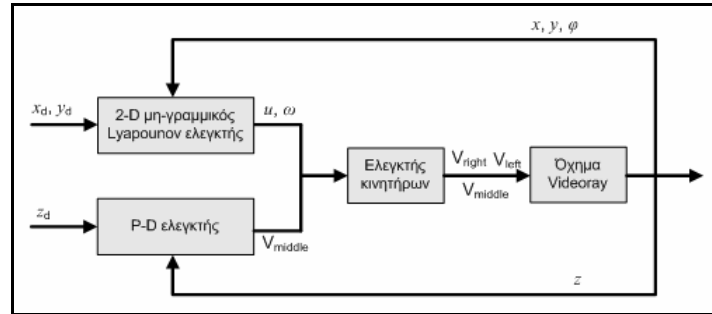 x, y, φ
x_d, y_d
2-D μη-γραμμικός
Lyapounov ελεγκτής
u, ω
Ελεγκτής
κινητήρων
V_right V_left
V_middle
Όχημα
Videoray
z_d
P-D ελεγκτής
V_middle
z